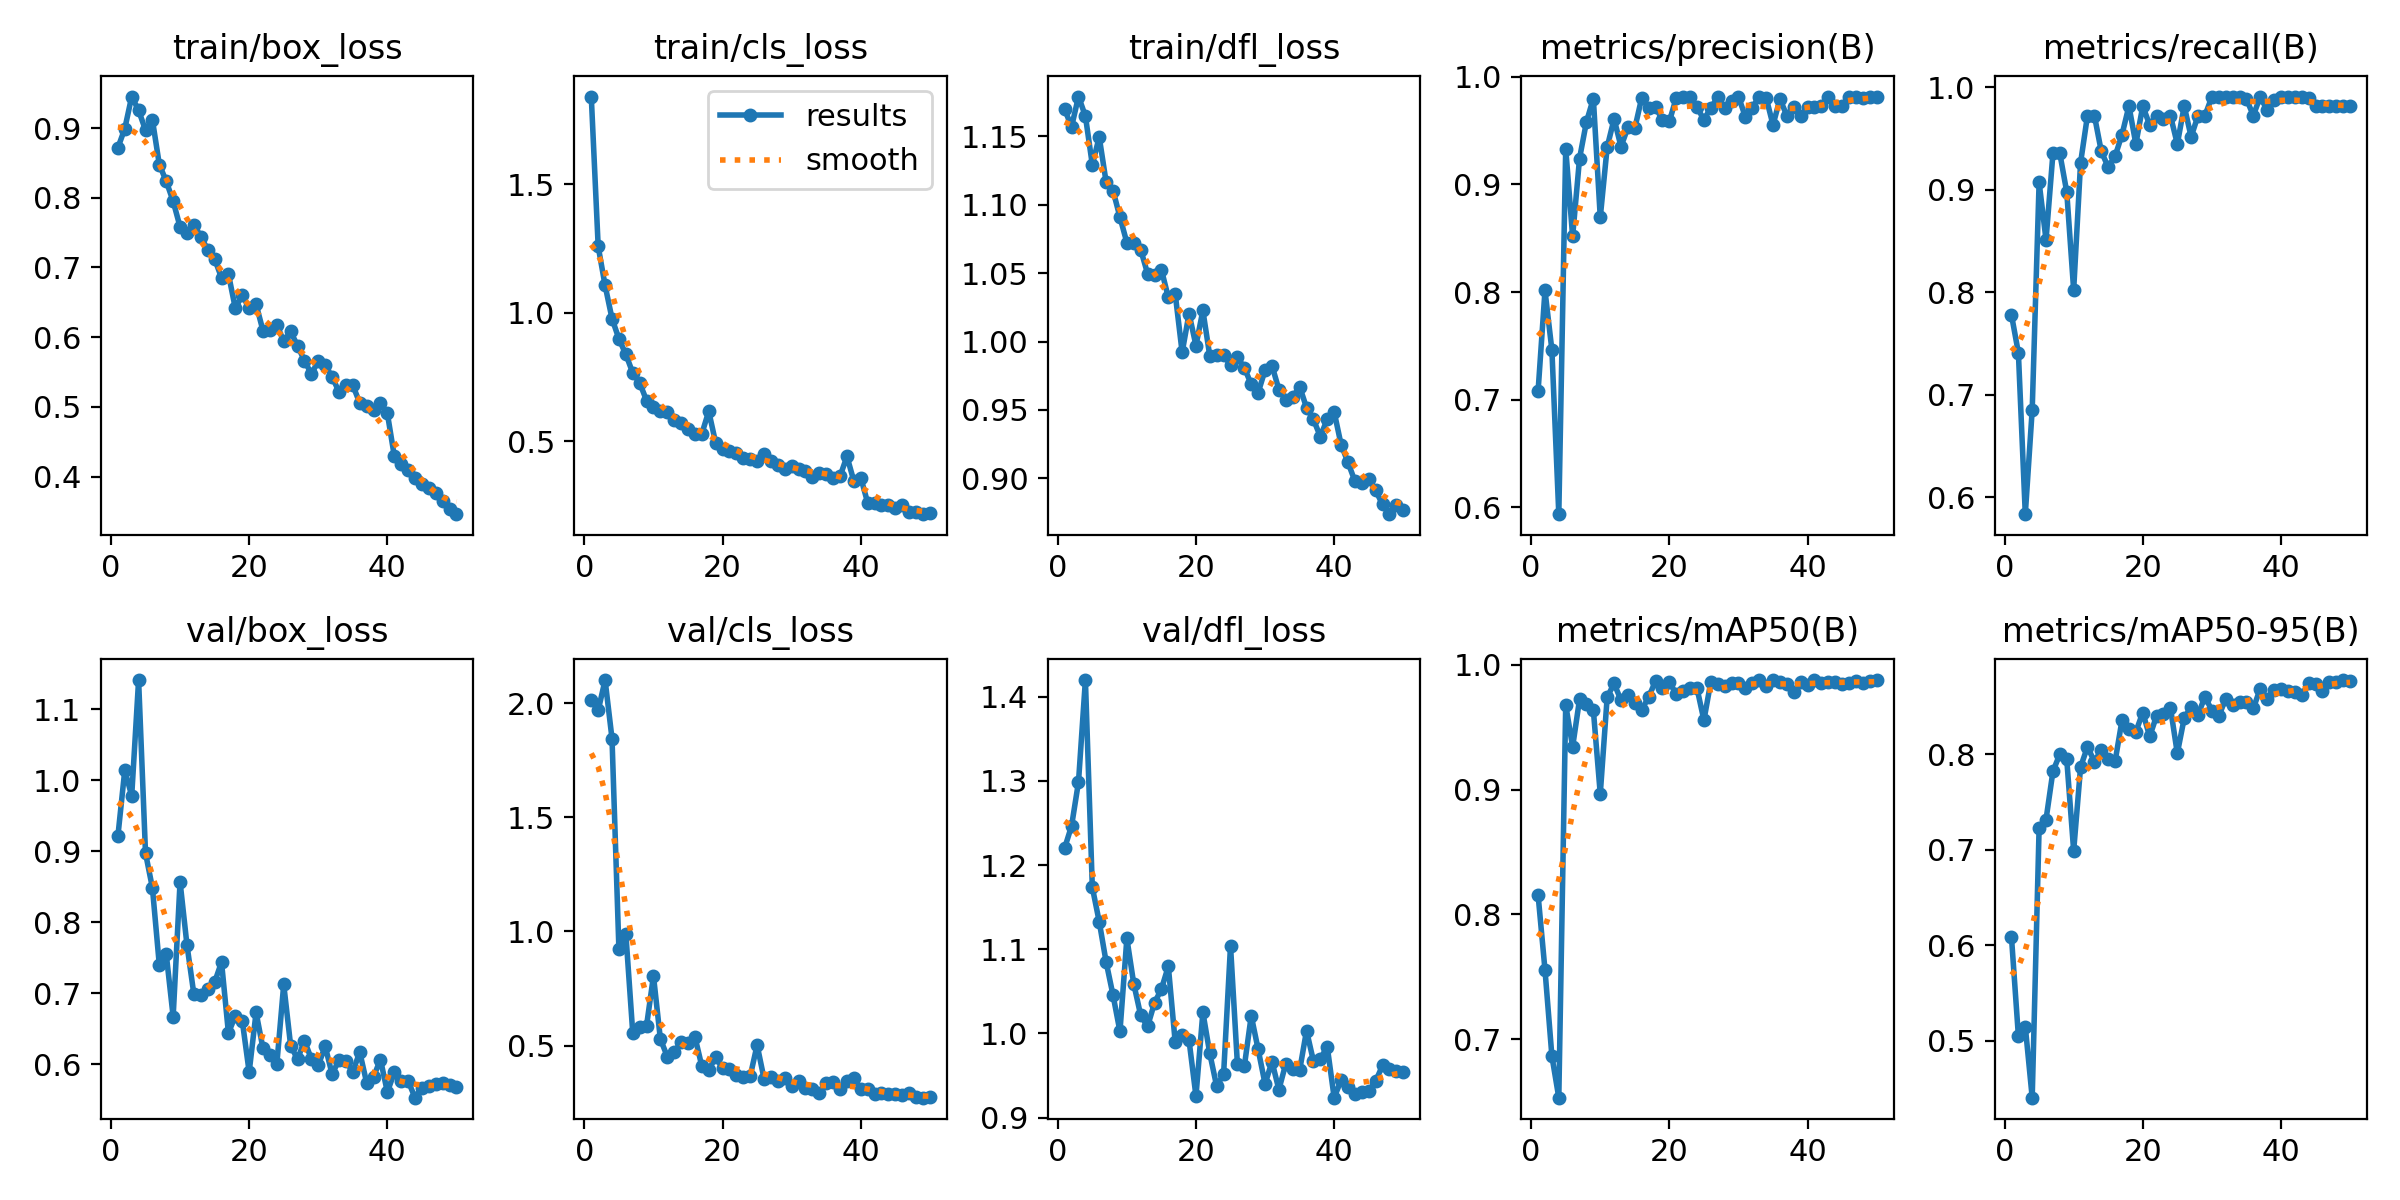 train/box_loss
0.9
0.8
0.7
0.6
0.5
0.4
0 20 40
train/cls_loss
results
smooth
1.5
1.0
0.5
0 20 40
train/dfl_loss
1.15
1.10
1.05
1.00
0.95
0.90
0 20 40
metrics/precision(B)
1.0
0.9
0.8
0.7
0.6
0 20 40
metrics/recall(B)
1.0
0.9
0.8
0.7
0.6
0 20 40
val/box_loss
1.1
1.0
0.9
0.8
0.7
0.6
0 20 40
val/cls_loss
2.0
1.5
1.0
0.5
0 20 40
val/dfl_loss
1.4
1.3
1.2
1.1
1.0
0.9
0 20 40
metrics/mAP50(B)
1.0
0.9
0.8
0.7
0 20 40
metrics/mAP50-95(B)
0.8
0.7
0.6
0.5
0 20 40